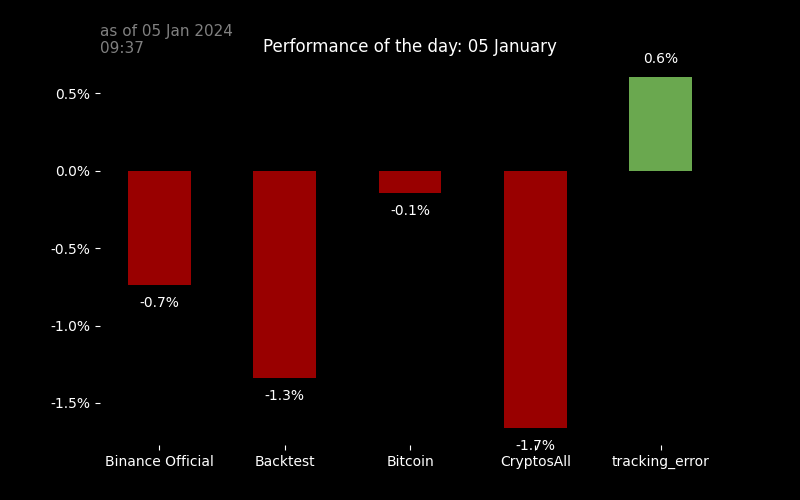 as of 05 Jan 2024
09:37
Performance of the day: 05 January
0.6%
0.5%
0.0%
-0.1%
-0.5%
-0.7%
-1.0%
-1.3%
-1.5%
-1.7%
Binance Official
Backtest
Bitcoin
CryptosAll
tracking_error